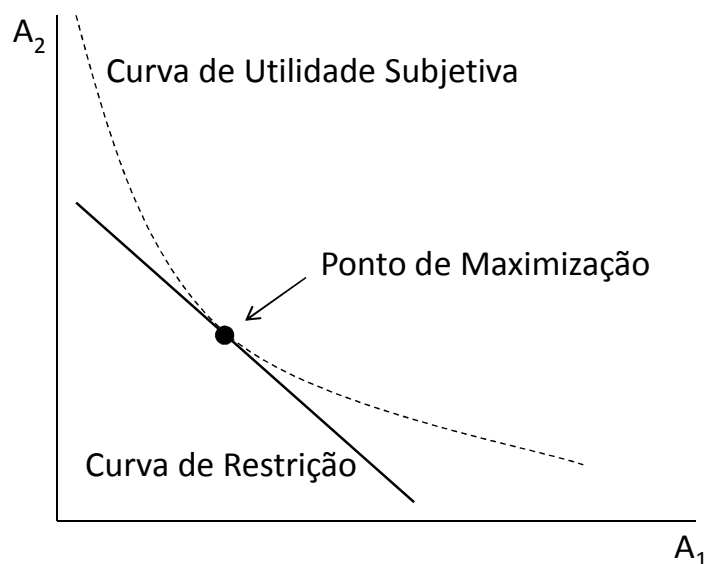 A₂
Curva de Utilidade Subjetiva
Ponto de Maximização
Curva de Restrição
A₁